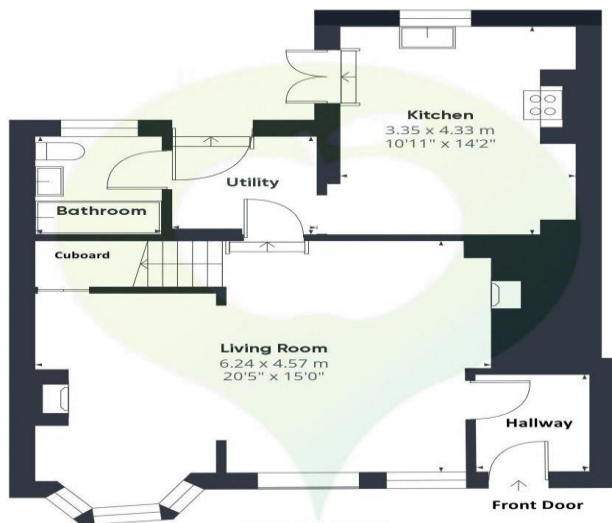 Kitchen
3.35 x 4.33 m
10'11" x 14'2"
Utility
Bathroom
Cuboard
Living Room
6.24 x 4.57 m
20'5" x 15'0"
Hallway
Front Door